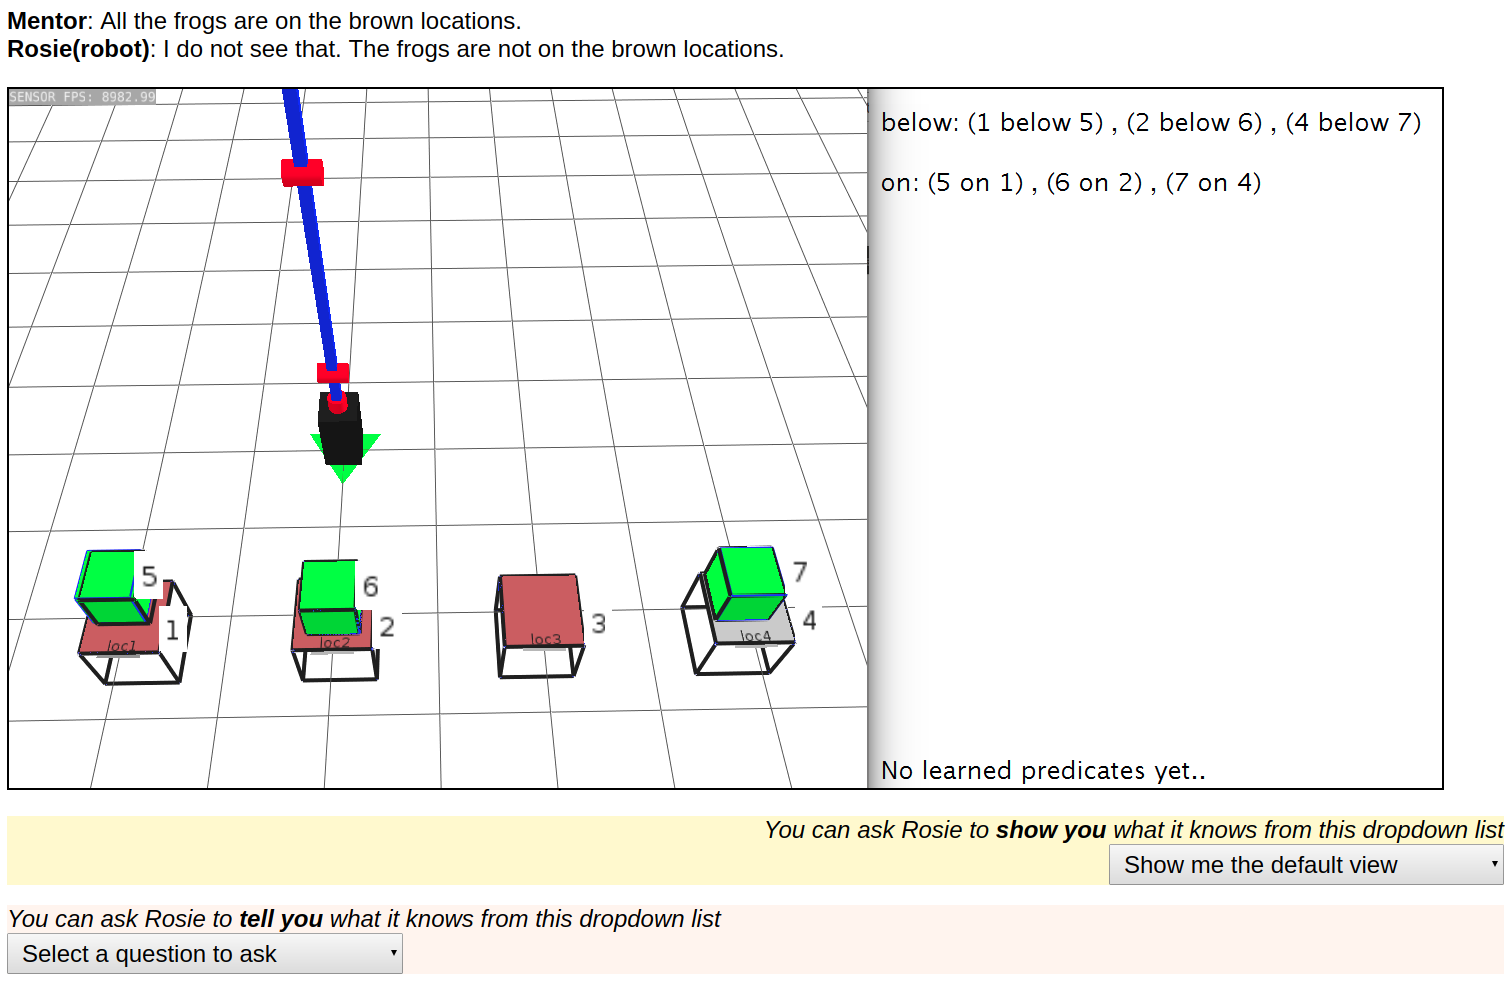 Mentor: All the frogs are on the brown locations.
Rosie(robot): I do not see that. The frogs are not on the brown locations.
SENSOR FPS: 8982.99
below: (1 below 5) , (2 below 6) , (4 below 7)
on: (5 on 1) , (6 on 2) , (7 on 4)
5
1
loc1
6
2
loc2
3
loc3
7
4
loc4
No learned predicates yet..
You can ask Rosie to show you what it knows from this dropdown list
Show me the default view
You can ask Rosie to tell you what it knows from this dropdown list
Select a question to ask